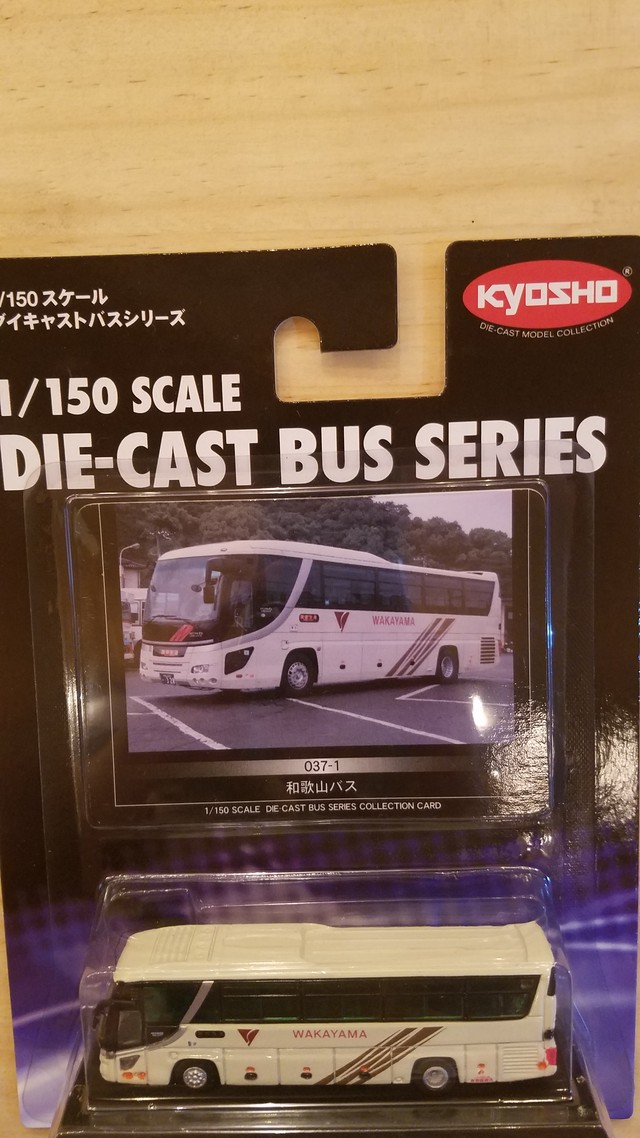 /150 スケール
イキャストバスシリーズ
KYOSHO
®
DIE-CAST MODEL COLLECTION
1/150 SCALE
DIE-CAST BUS SERIES
WAKAYAMA
037-1
和歌山バス
1/150 SCALE DIE-CAST BUS SERIES COLLECTION CARD
WAKAYAMA